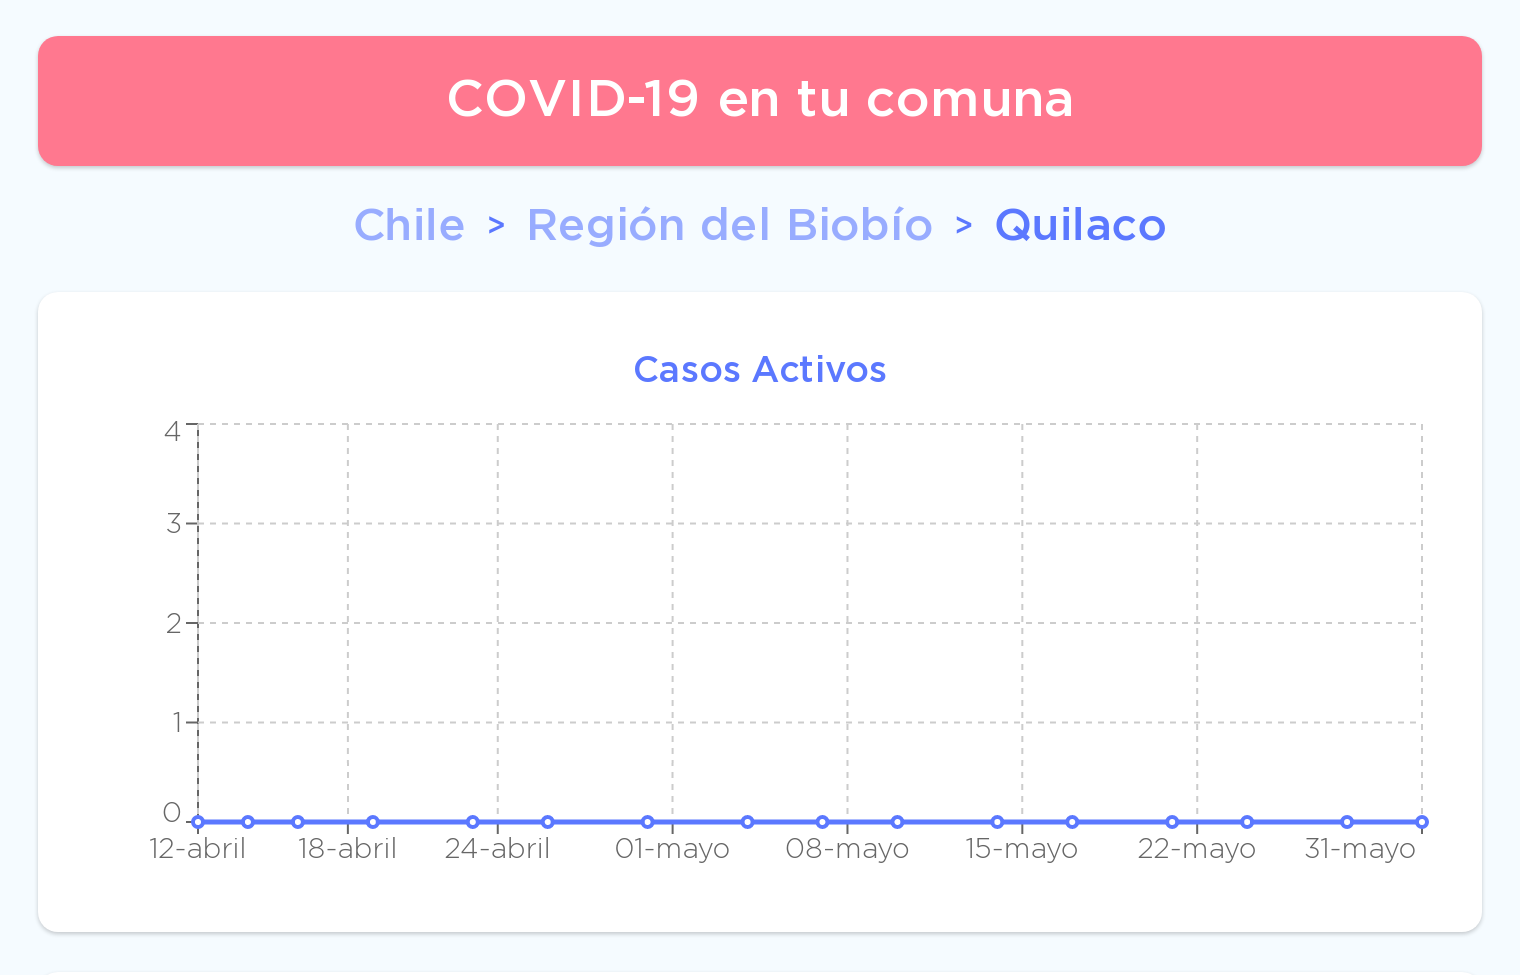 COVID-19 en tu comuna
Chile > Región del Biobío > Quilaco
Casos Activos
4
3
2
1
0
12-abril 18-abril 24-abril 01-mayo 08-mayo 15-mayo 22-mayo 31-mayo